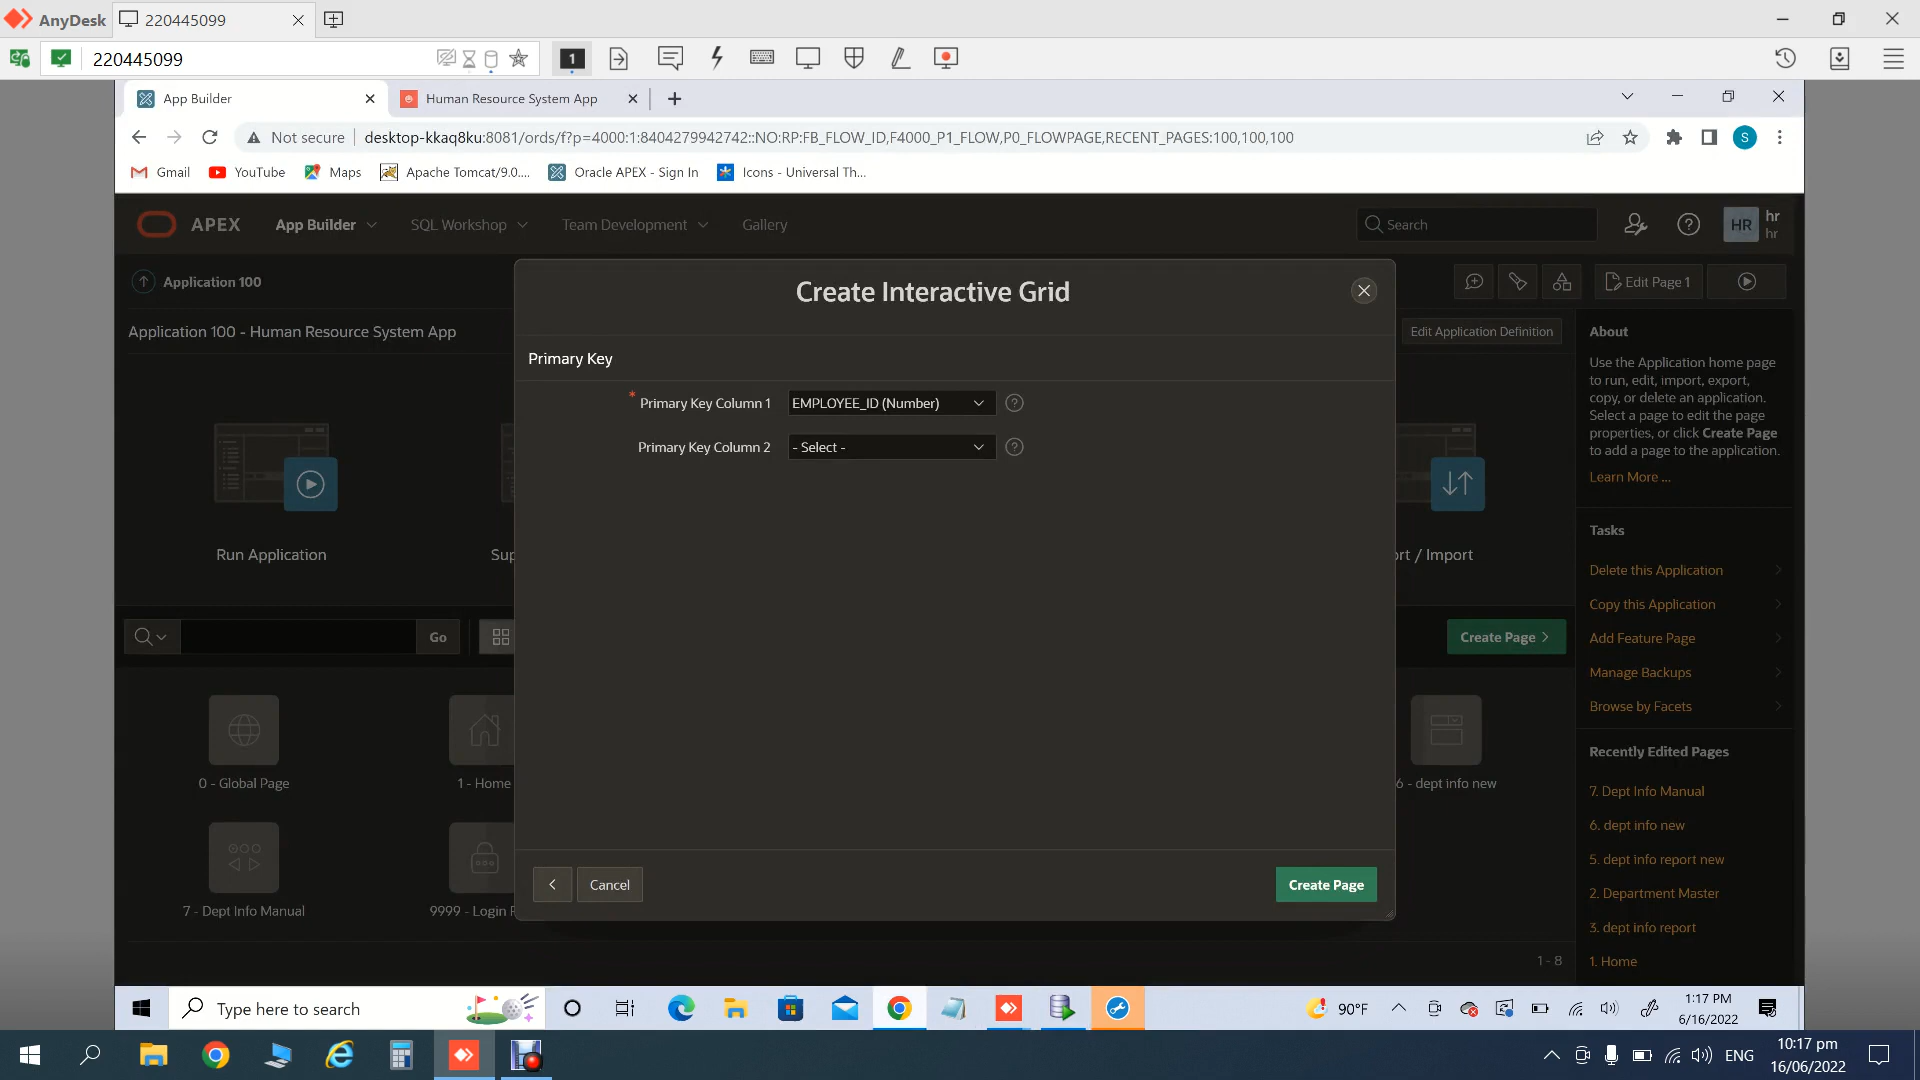 AnyDesk
220445099
220445099
1
App Builder
Human Resource System App
Not secure
desktop-kkaq8ku:8081/ords/f?p=4000:1:8404279942742::NO:RP:FB_FLOW_ID,F4000_P1_FLOW,P0_FLOWPAGE,RECENT_PAGES:100,100,100
S
Gmail
YouTube
Maps
Apache Tomcat/9.0....
Oracle APEX - Sign In
Icons - Universal Th...
APEX
App Builder
SQL Workshop
Team Development
Gallery
Search
HR
hr
hr
Application 100
Edit Page 1
Application 100 - Human Resource System App
Edit Application Definition
Create Interactive Grid
Primary Key
* Primary Key Column 1
EMPLOYEE_ID (Number)
Primary Key Column 2
- Select -
Cancel
Create Page
Run Application
Sup
ort / Import
Go
Create Page
0 - Global Page
1 - Home
6 - dept info new
7 - Dept Info Manual
9999 - Login P
1 - 8
About
Use the Application home page
to run, edit, import, export,
copy, or delete an application.
Select a page to edit the page
properties, or click Create Page
to add a page to the application.
Learn More ...
Tasks
Delete this Application
Copy this Application
Add Feature Page
Manage Backups
Browse by Facets
Recently Edited Pages
7. Dept Info Manual
6. dept info new
5. dept info report new
2. Department Master
3. dept info report
1. Home
Type here to search
90°F
1:17 PM
6/16/2022
ENG
10:17 pm
16/06/2022